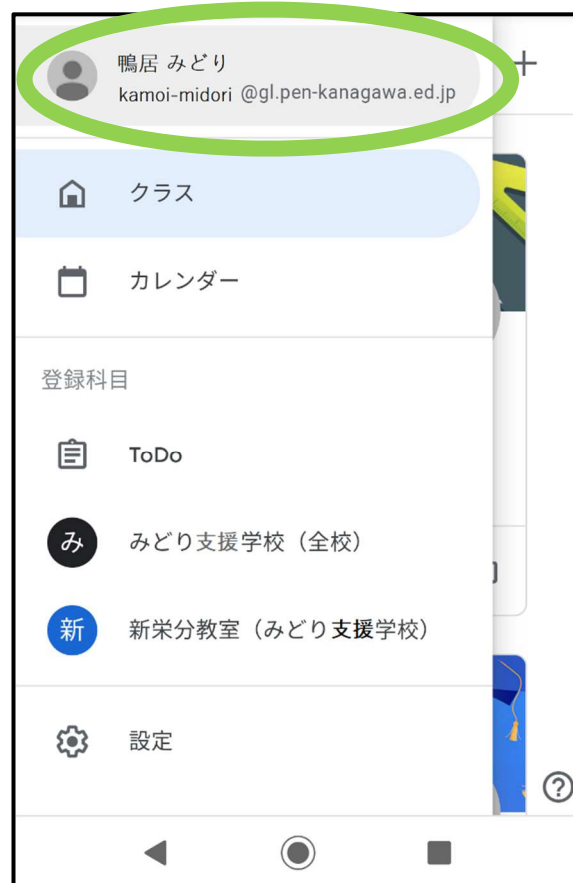 鴨居 みどり
kamoi-midori @gl.pen-kanagawa.ed.jp
クラス
カレンダー
登録科目
ToDo
み みどり支援学校（全校）
新 新栄分教室（みどり支援学校）
設定